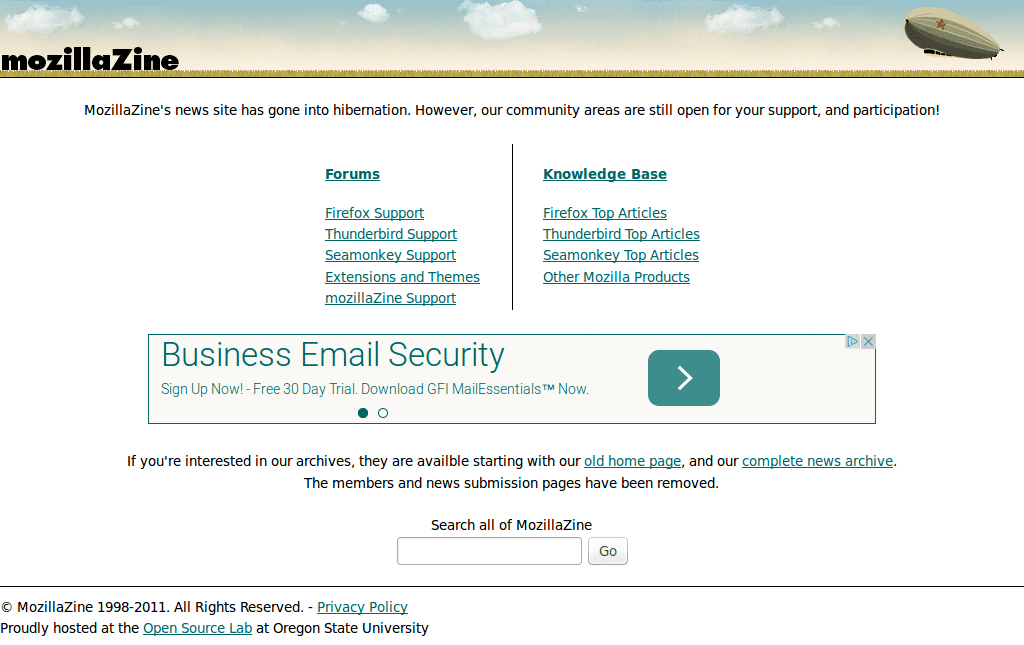 mozillaZine
MozillaZine's news site has gone into hibernation. However, our community areas are still open for your support, and participation!
Forums
Firefox Support
Thunderbird Support
Seamonkey Support
Extensions and Themes
mozillaZine Support
Knowledge Base
Firefox Top Articles
Thunderbird Top Articles
Seamonkey Top Articles
Other Mozilla Products
Business Email Security
Sign Up Now! - Free 30 Day Trial. Download GFI MailEssentials™ Now.
If you're interested in our archives, they are availble starting with our old home page, and our complete news archive.
The members and news submission pages have been removed.
Search all of MozillaZine
Go
© MozillaZine 1998-2011. All Rights Reserved. - Privacy Policy
Proudly hosted at the Open Source Lab at Oregon State University